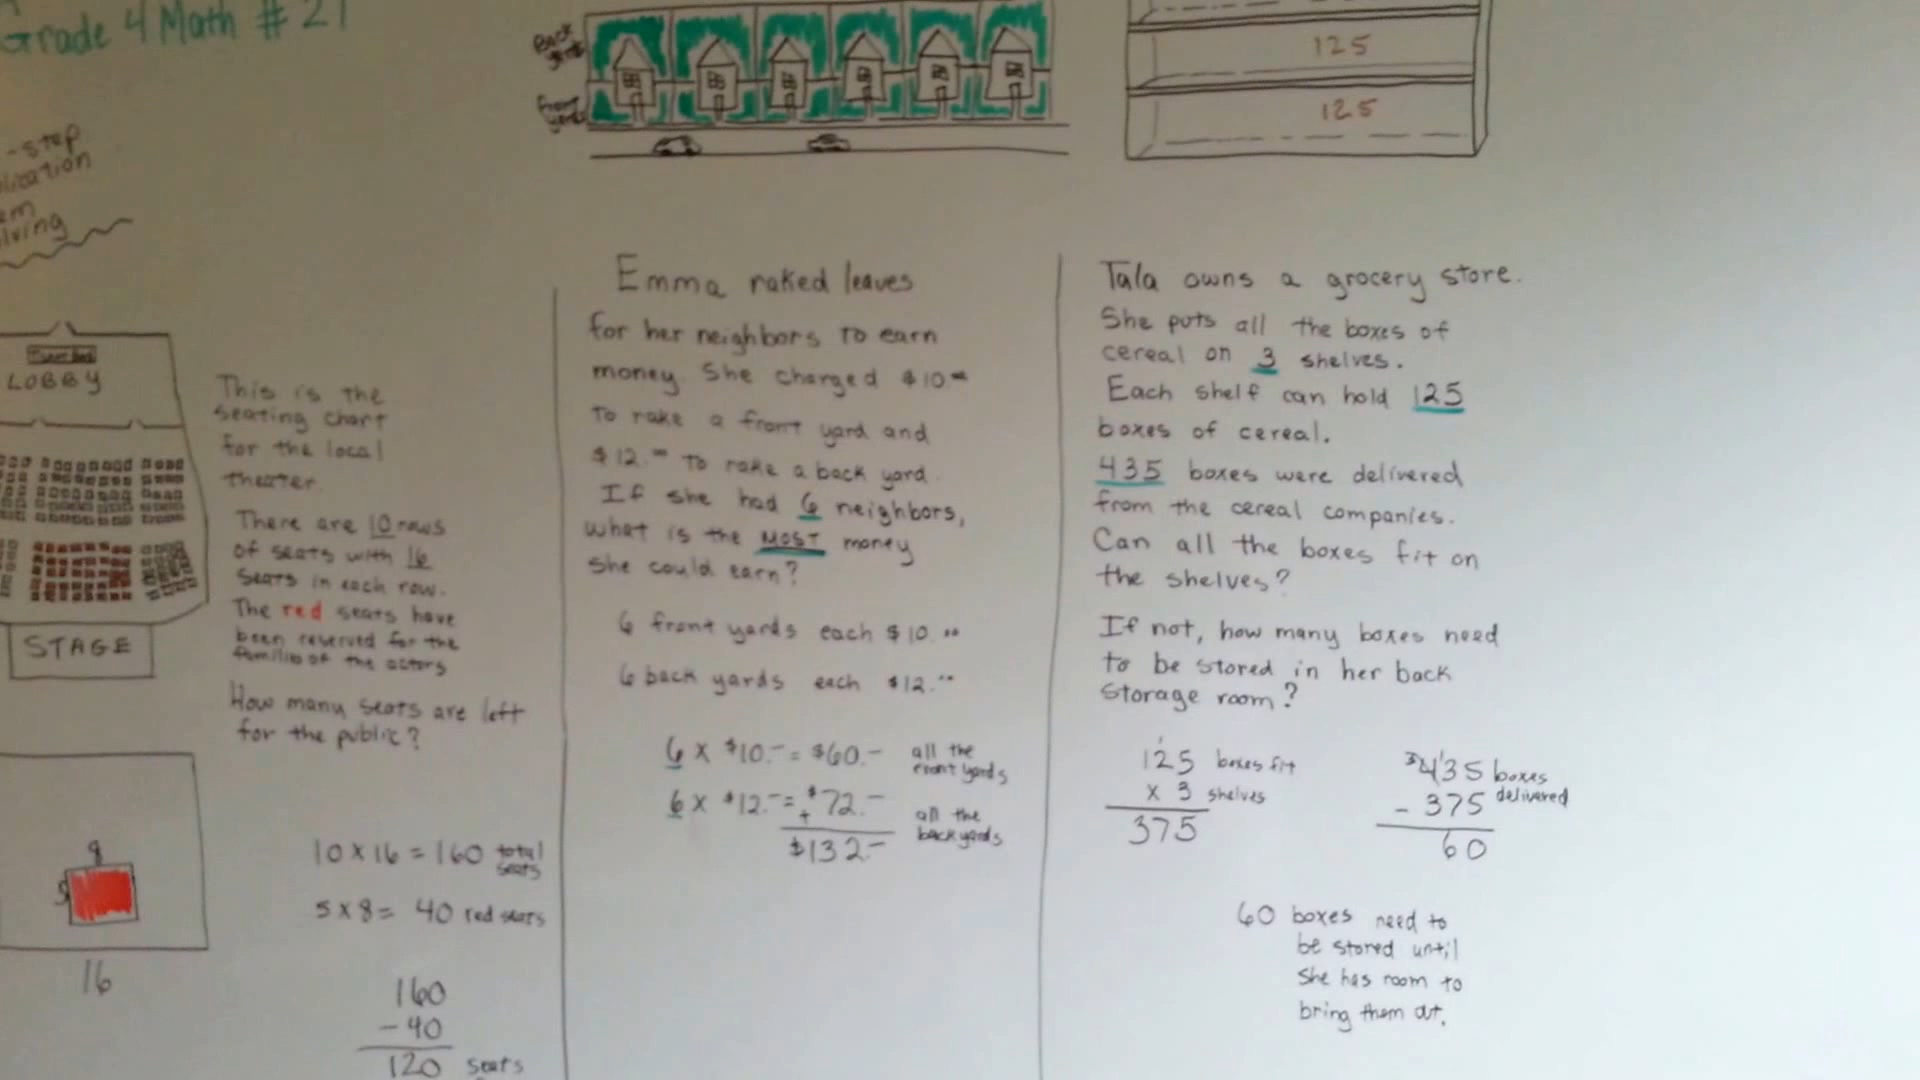 Grade 4 Math # 21
-step
lication
em
lving
Back yards
Front yards
125
125
LOBBY
STAGE
This is the
seating chart
for the local
theater.
There are 10 rows
of seats with 16
seats in each row.
The red seats have
been reserved for the
families of the actors
How many seats are left
for the public?
8
5
16
10 x 16 = 160 total seats
5 x 8 = 40 red seats
160
- 40
120 seats
Emma raked leaves
for her neighbors to earn
money. She charged $10.00
to rake a front yard and
$12.00 to rake a back yard.
If she had 6 neighbors,
what is the MOST money
she could earn?
6 front yards each $10.00
6 back yards each $12.00
6 x $10.- = $60.- all the front yards
6 x $12.- = + $72.- all the backyards
$132.-
Tala owns a grocery store.
She puts all the boxes of
cereal on 3 shelves.
Each shelf can hold 125
boxes of cereal.
435 boxes were delivered
from the cereal companies.
Can all the boxes fit on
the shelves?
If not, how many boxes need
to be stored in her back
storage room?
1
125 boxes fit
x 3 shelves
375
3 1
435 boxes delivered
- 375
60
60 boxes need to
be stored until
she has room to
bring them out.